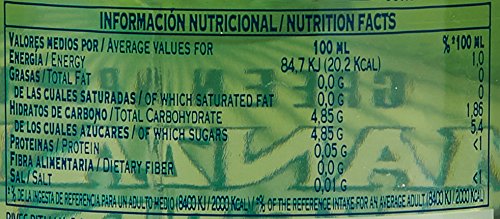 INFORMACIÓN NUTRICIONAL / NUTRITION FACTS
VALORES MEDIOS POR / AVERAGE VALUES FOR 100 ML %*100 ML
ENERGÍA / ENERGY 84,7 KJ (20,2 KCAL) 1,0
GRASAS / TOTAL FAT 0,0 G 0
DE LAS CUALES SATURADAS / OF WHICH SATURATED FAT 0,0 G 0
HIDRATOS DE CARBONO / TOTAL CARBOHYDRATE 4,85 G 1,86
DE LOS CUALES AZÚCARES / OF WHICH SUGARS 4,85 G 5,4
PROTEÍNAS / PROTEIN 0,05 G <1
FIBRA ALIMENTARIA / DIETARY FIBER 0,0 G
SAL / SALT 0,01 G <1
*% DE LA INGESTA DE REFERENCIA PARA UN ADULTO MEDIO (8400 KJ / 2000 KCAL) / *% OF THE REFERENCE INTAKE FOR AN AVERAGE ADULT (8400 KJ / 2000 KCAL)